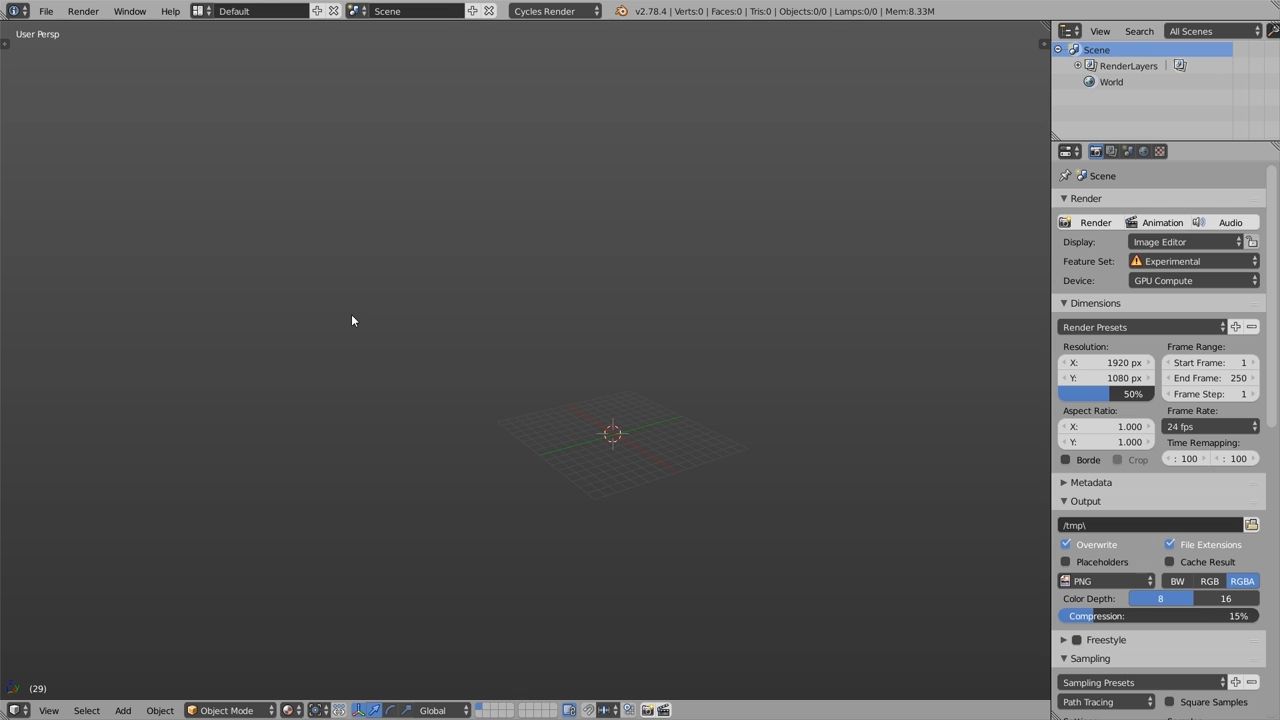 File Render Window Help Default Scene Cycles Render v2.78.4 | Verts:0 | Faces:0 | Tris:0 | Objects:0/0 | Lamps:0/0 | Mem:8.33M
User Persp
View Search All Scenes
Scene
RenderLayers
World
Scene
Render
Render Animation Audio
Display: Image Editor
Feature Set: Experimental
Device: GPU Compute
Dimensions
Render Presets
Resolution: Frame Range:
X: 1920 px Start Frame: 1
Y: 1080 px End Frame: 250
50% Frame Step: 1
Aspect Ratio: Frame Rate:
X: 1.000 24 fps
Y: 1.000 Time Remapping:
Borde Crop : 100 : 100
Metadata
Output
/tmp\
Overwrite File Extensions
Placeholders Cache Result
PNG BW RGB RGBA
Color Depth: 8 16
Compression: 15%
Freestyle
Sampling
Sampling Presets
Path Tracing Square Samples
(29)
View Select Add Object Object Mode Global